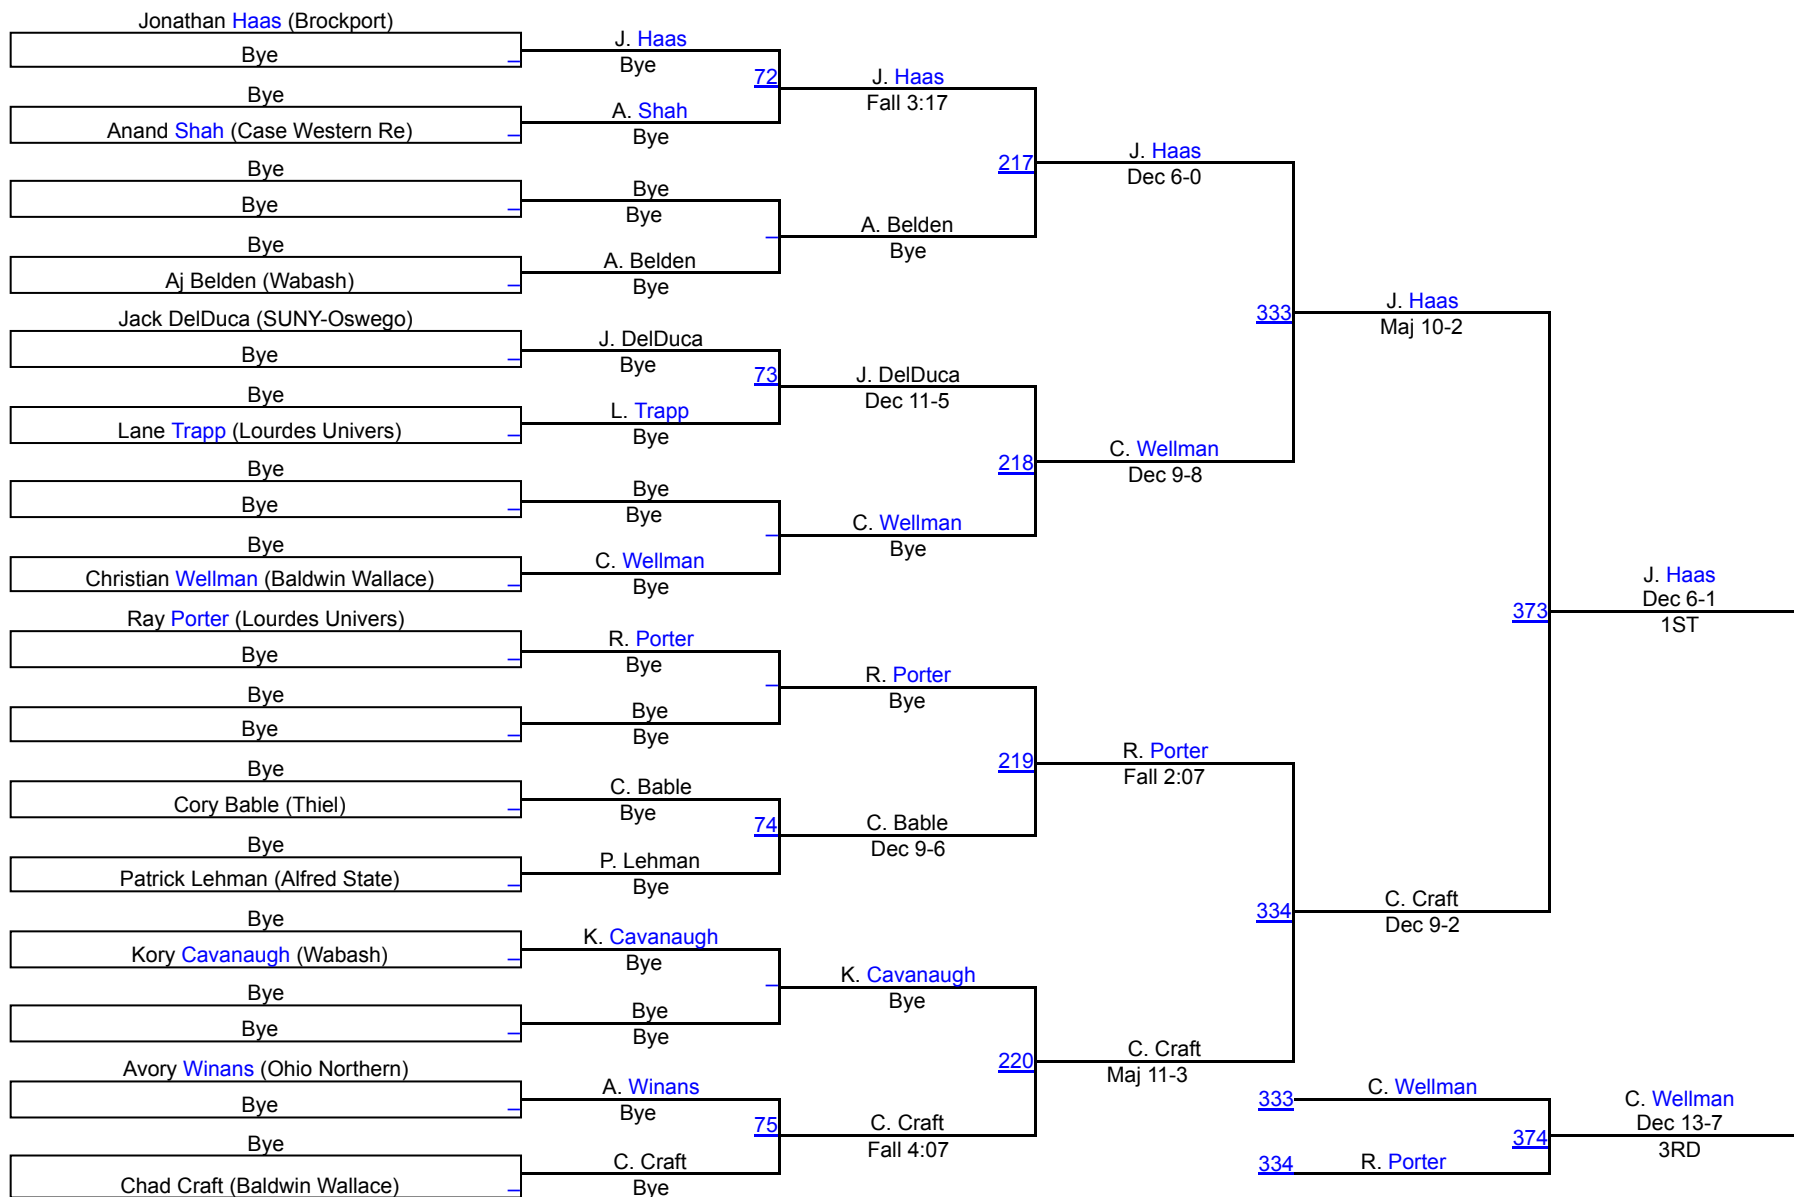 Jonathan Haas (Brockport)
Bye
Bye
Anand Shah (Case Western Re)
Bye
Bye
Bye
Aj Belden (Wabash)
Jack DelDuca (SUNY-Oswego)
Bye
Bye
Lane Trapp (Lourdes Univers)
Bye
Bye
Bye
Christian Wellman (Baldwin Wallace)
Ray Porter (Lourdes Univers)
Bye
Bye
Bye
Bye
Cory Bable (Thiel)
Bye
Patrick Lehman (Alfred State)
Bye
Kory Cavanaugh (Wabash)
Bye
Bye
Avory Winans (Ohio Northern)
Bye
Bye
Chad Craft (Baldwin Wallace)
J. Haas
Bye
72
A. Shah
Bye
Bye
Bye
A. Belden
Bye
J. DelDuca
Bye
73
L. Trapp
Bye
Bye
Bye
C. Wellman
Bye
R. Porter
Bye
Bye
Bye
C. Bable
Bye
74
P. Lehman
Bye
K. Cavanaugh
Bye
Bye
Bye
A. Winans
Bye
75
C. Craft
Bye
J. Haas
Fall 3:17
217
A. Belden
Bye
J. DelDuca
Dec 11-5
218
C. Wellman
Bye
R. Porter
Bye
219
C. Bable
Dec 9-6
K. Cavanaugh
Bye
220
C. Craft
Fall 4:07
J. Haas
Dec 6-0
333
C. Wellman
Dec 9-8
R. Porter
Fall 2:07
334
C. Craft
Maj 11-3
J. Haas
Maj 10-2
373
C. Craft
Dec 9-2
J. Haas
Dec 6-1
1ST
333
C. Wellman
374
334
R. Porter
C. Wellman
Dec 13-7
3RD